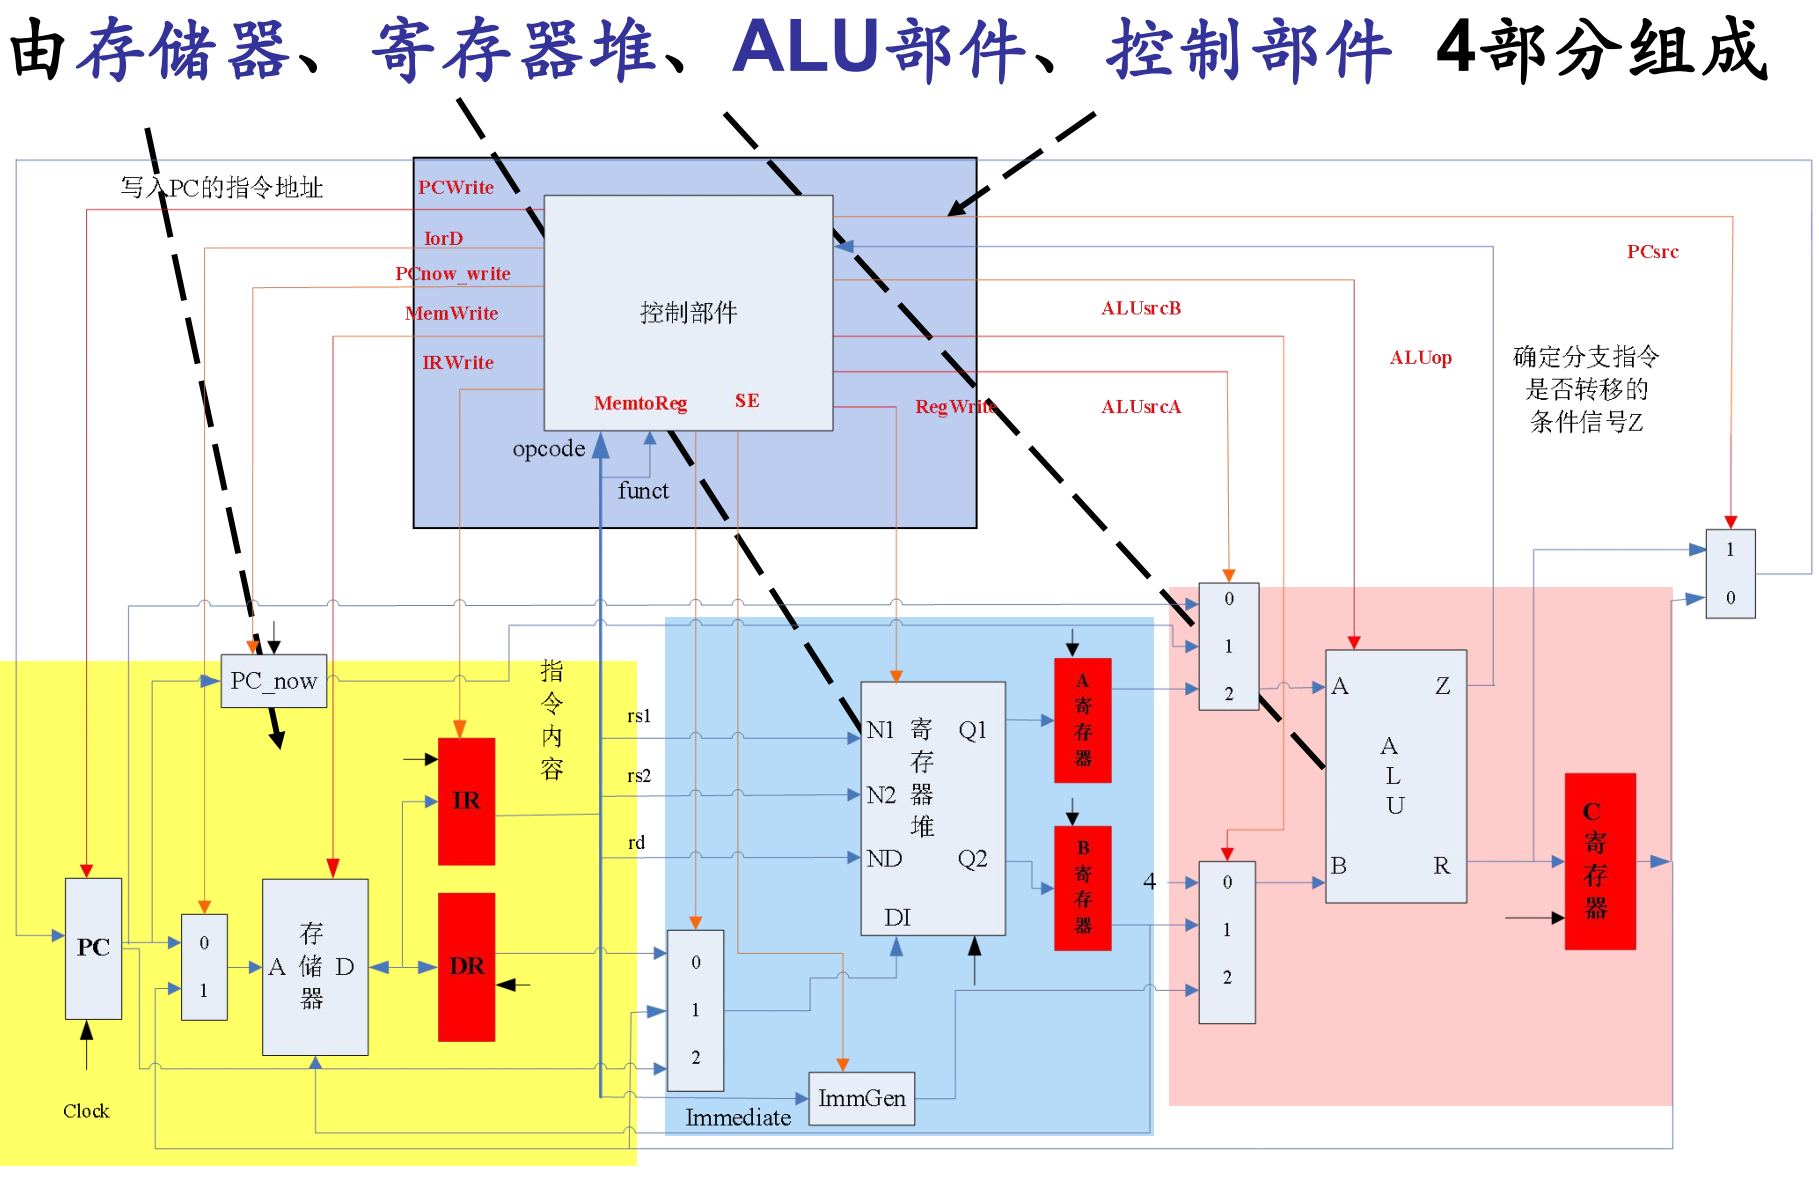 由存储器、寄存器堆、ALU部件、控制部件 4部分组成
写入PC的指令地址
PCWrite
IorD
PCnow_write
MemWrite
IRWrite
控制部件
MemtoReg
SE
opcode
funct
PCsrc
ALUsrcB
ALUop
RegWrite
ALUsrcA
确定分支指令
是否转移的
条件信号Z
1
0
PC_now
指令内容
rs1
rs2
rd
IR
DR
PC
0
1
A
存储器
D
Clock
N1
N2
ND
寄存器堆
Q1
Q2
DI
A寄存器
B寄存器
0
1
2
ImmGen
Immediate
0
1
2
4
0
1
2
A
B
ALU
Z
R
C寄存器